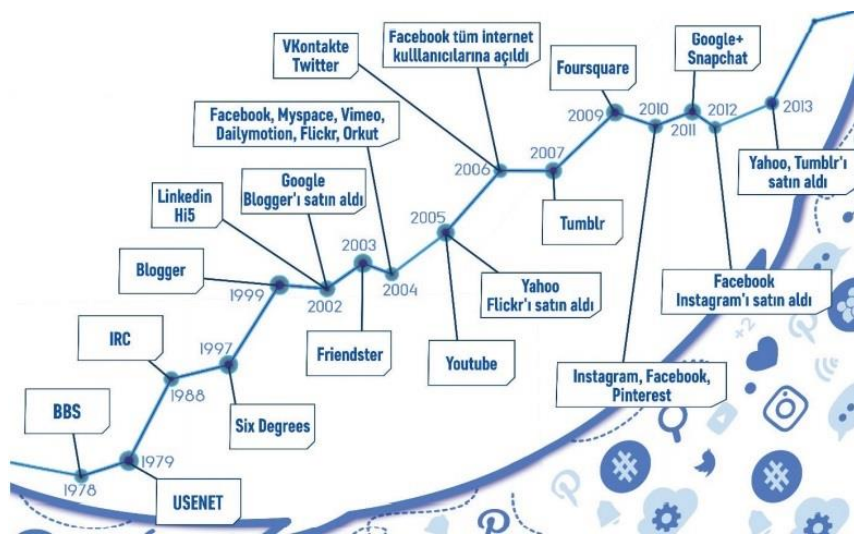 BBS
1978
1979
USENET
IRC
1988
1997
Six Degrees
Blogger
1999
Linkedin
Hi5
Google
Blogger'ı satın aldı
2002
2003
Friendster
Facebook, Myspace, Vimeo,
Dailymotion, Flickr, Orkut
2004
2005
Youtube
Yahoo
Flickr'ı satın aldı
VKontakte
Twitter
Facebook tüm internet
kulllanıcılarına açıldı
2006
2007
Tumblr
Foursquare
2009
2010
Instagram, Facebook,
Pinterest
Google+
Snapchat
2011
2012
Facebook
Instagram'ı satın aldı
2013
Yahoo, Tumblr'ı
satın aldı
+2